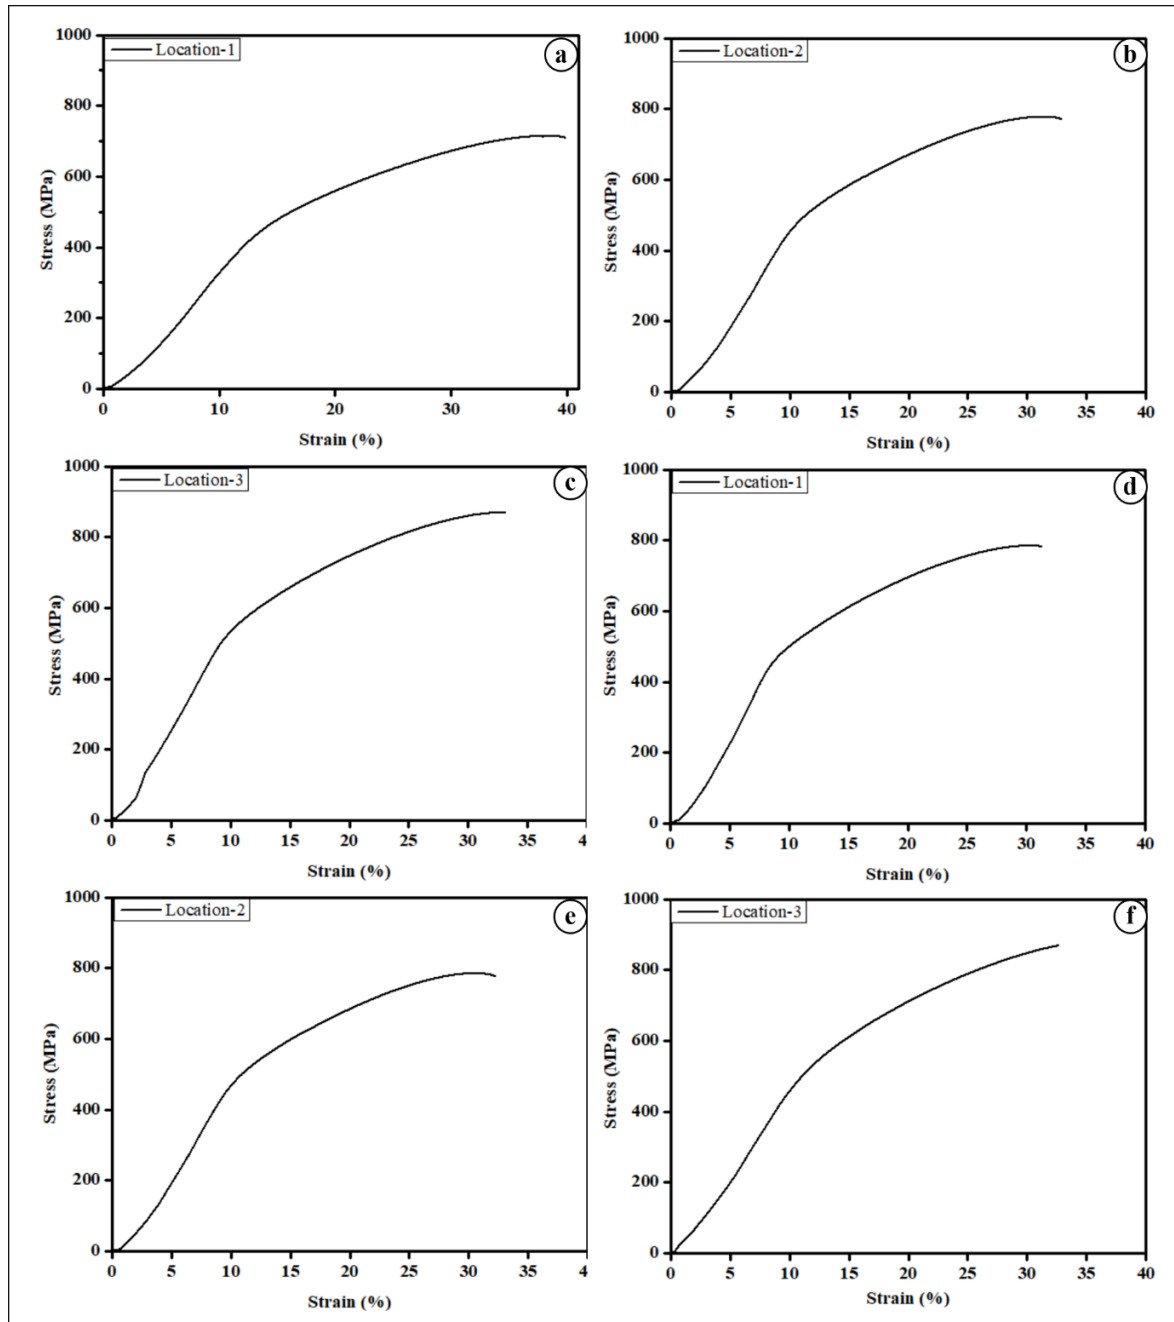 Location-1
a
1000
800
600
400
200
0
Stress (MPa)
0 10 20 30 40
Strain (%)
Location-2
b
1000
800
600
400
200
0
Stress (MPa)
0 5 10 15 20 25 30 35 40
Strain (%)
Location-3
c
1000
800
600
400
200
0
Stress (MPa)
0 5 10 15 20 25 30 35 4
Strain (%)
Location-1
d
1000
800
600
400
200
0
Stress (MPa)
0 5 10 15 20 25 30 35 40
Strain (%)
Location-2
e
1000
800
600
400
200
0
Stress (MPa)
0 5 10 15 20 25 30 35 4
Strain (%)
Location-3
f
1000
800
600
400
200
0
Stress (MPa)
0 5 10 15 20 25 30 35 40
Strain (%)